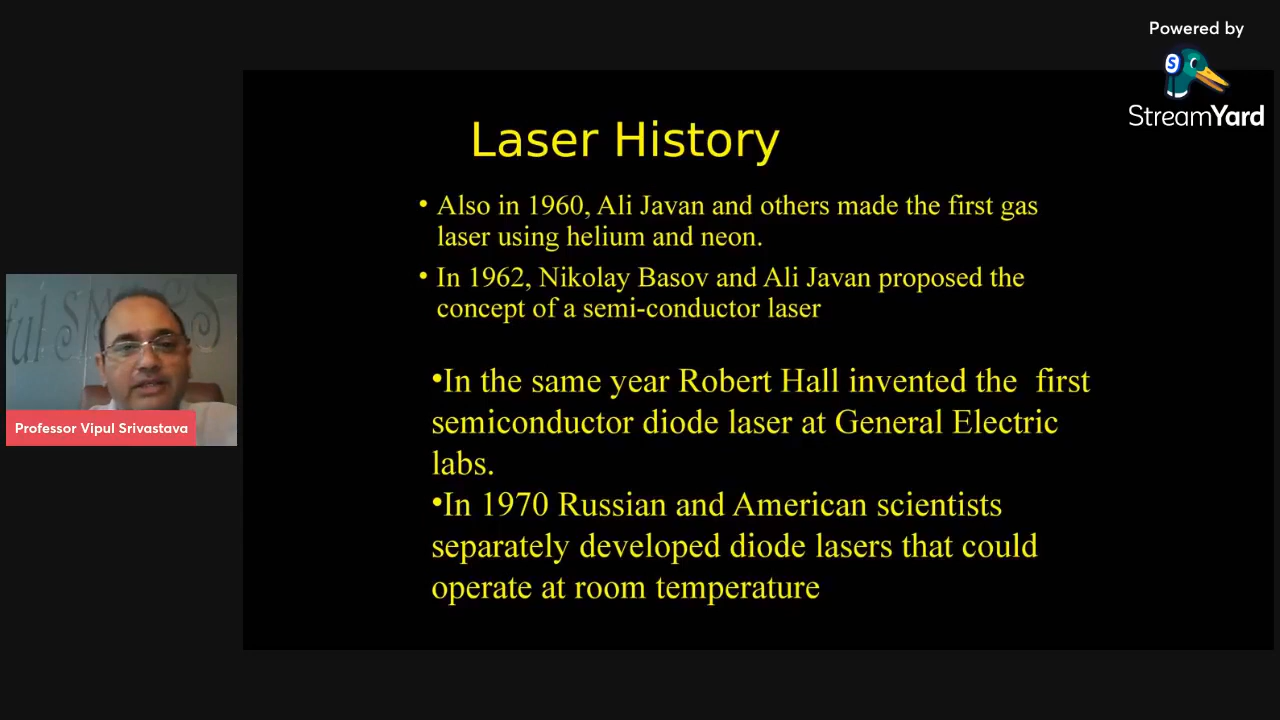 Powered by
StreamYard
Laser History
• Also in 1960, Ali Javan and others made the first gas
laser using helium and neon.
• In 1962, Nikolay Basov and Ali Javan proposed the
concept of a semi-conductor laser
•In the same year Robert Hall invented the first
semiconductor diode laser at General Electric
labs.
•In 1970 Russian and American scientists
separately developed diode lasers that could
operate at room temperature
Professor Vipul Srivastava